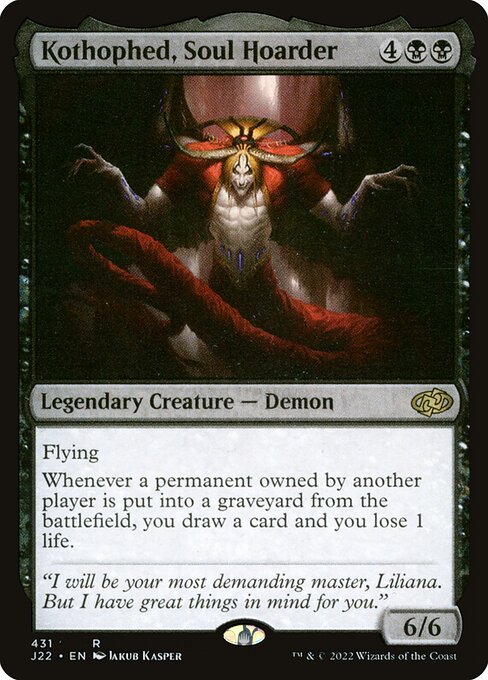 Kothophed, Soul Hoarder 4
Legendary Creature — Demon
Flying
Whenever a permanent owned by another
player is put into a graveyard from the
battlefield, you draw a card and you lose 1
life.
“I will be your most demanding master, Liliana.
But I have great things in mind for you.”
6/6
431 R
J22 • EN Jakub Kasper
™ & © 2022 Wizards of the Coast